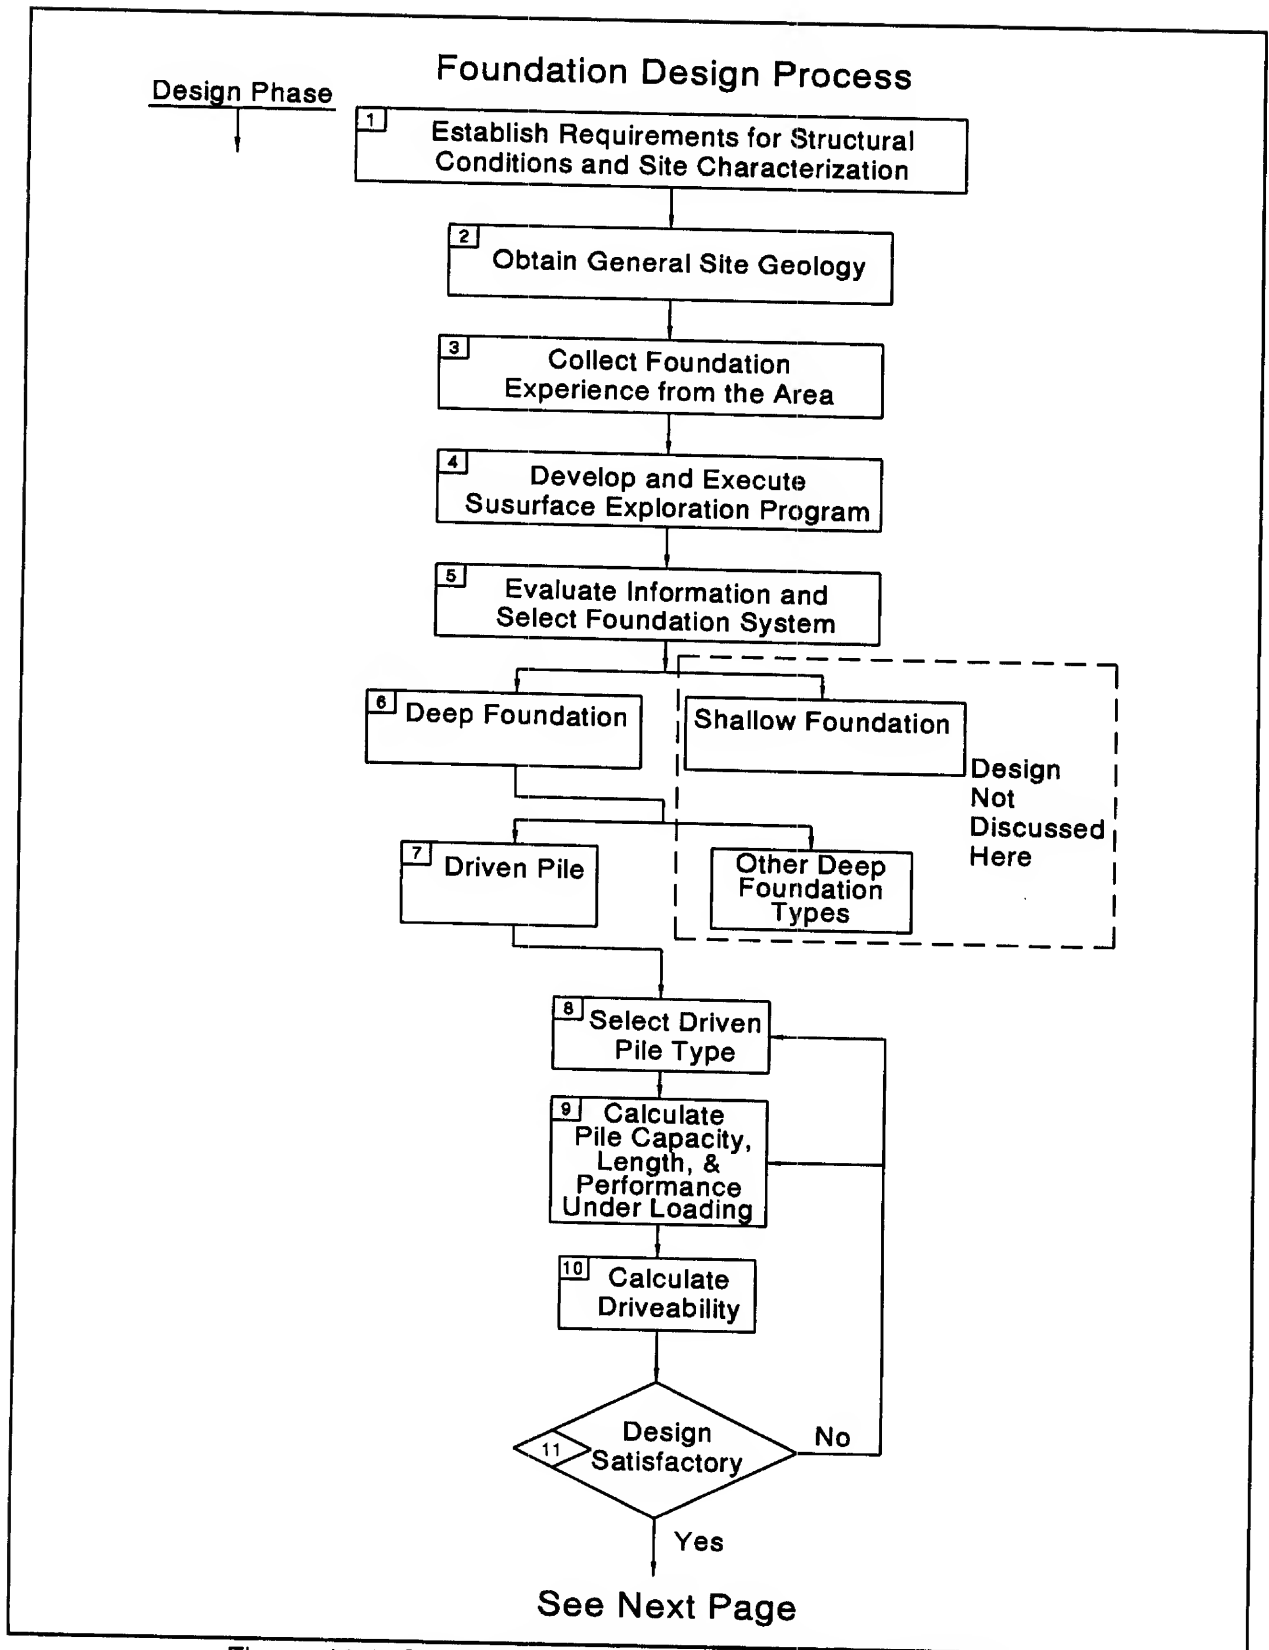 Foundation Design Process
Design Phase
1
Establish Requirements for Structural
Conditions and Site Characterization
2
Obtain General Site Geology
3
Collect Foundation
Experience from the Area
4
Develop and Execute
Susurface Exploration Program
5
Evaluate Information and
Select Foundation System
6
Deep Foundation
Shallow Foundation
Design
Not
Discussed
Here
7
Driven Pile
Other Deep
Foundation
Types
8
Select Driven
Pile Type
9
Calculate
Pile Capacity,
Length, &
Performance
Under Loading
10
Calculate
Driveability
11
Design
Satisfactory
No
Yes
See Next Page